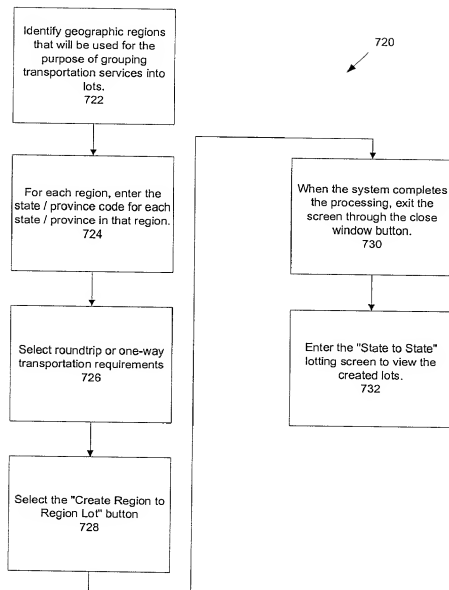 Identify geographic regions
that will be used for the
purpose of grouping
transportation services into
lots.
722
For each region, enter the
state / province code for each
state / province in that region.
724
Select roundtrip or one-way
transportation requirements
726
Select the "Create Region to
Region Lot" button
728
720
When the system completes
the processing, exit the
screen through the close
window button.
730
Enter the "State to State"
lotting screen to view the
created lots.
732